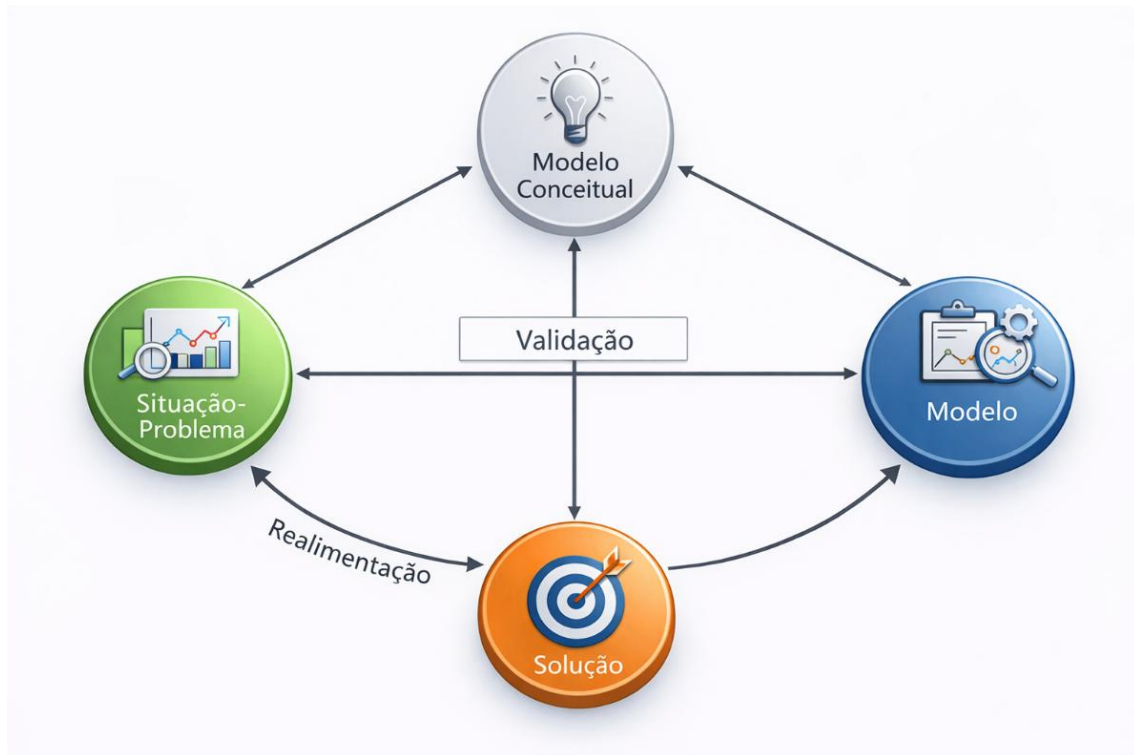 Modelo
Conceitual
Validação
Situação-
Problema
Modelo
Realimentação
Solução